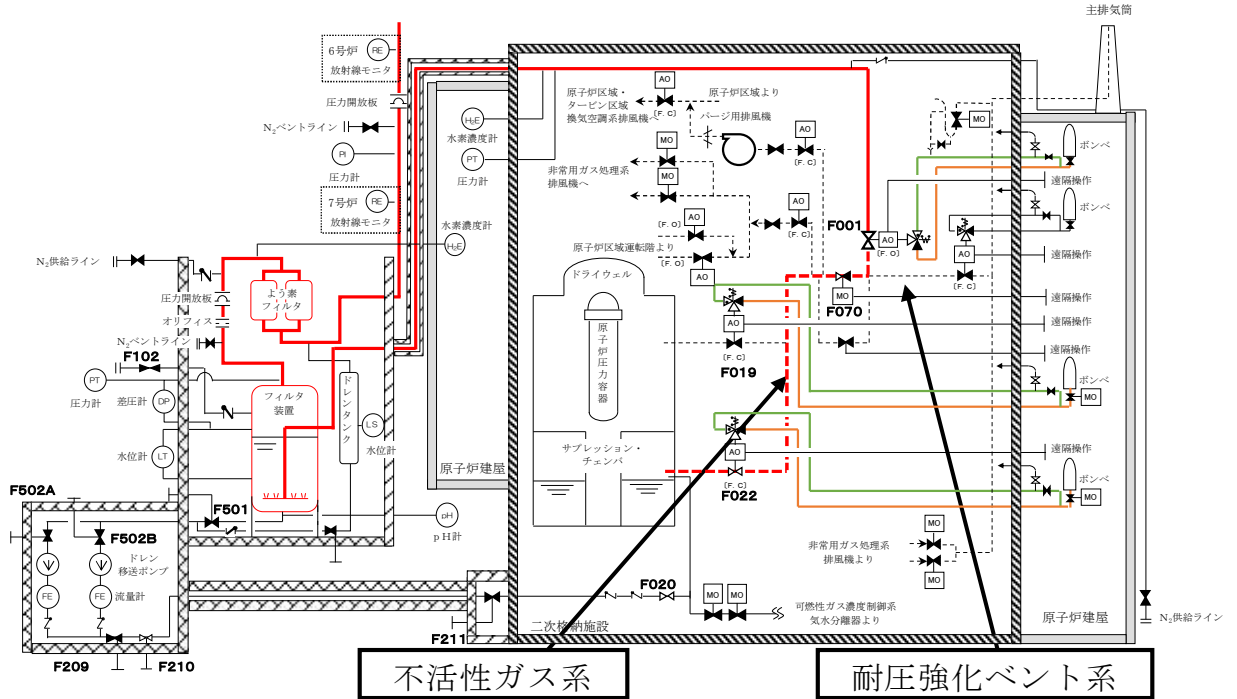 主排気筒
6号炉
RE
放射線モニタ
圧力開放板
N₂ベントライン
PI
圧力計
7号炉
RE
放射線モニタ
水素濃度計
H₂E
H₂E
水素濃度計
PT
圧力計
原子炉区域・
タービン区域
換気空調系排風機へ
AO
[F. C]
原子炉区域より
パージ用排風機
AO
[F. C]
MO
非常用ガス処理系
排風機へ
MO
AO
[F. C]
AO
[F. O]
原子炉区域運転階より
[F. O]
AO
MO
ボンベ
遠隔操作
ボンベ
F001
AO
[F. O]
AO
[F. C]
遠隔操作
MO
F070
遠隔操作
遠隔操作
遠隔操作
N₂供給ライン
圧力開放板
よう素
フィルタ
オリフィス
N₂ベントライン
F102
PT
圧力計
差圧計
DP
フィルタ
装置
ドレンタンク
LS
水位計
水位計
LT
原子炉建屋
ドライウェル
原子炉圧力容器
サプレッション・
チェンバ
AO
[F. C]
F019
AO
[F. C]
F022
ボンベ
MO
遠隔操作
ボンベ
MO
F502A
F501
F502B
pH
pH計
ドレン
移送ポンプ
FE
FE
流量計
F209
F210
F211
F020
MO
MO
可燃性ガス濃度制御系
気水分離器より
MO
非常用ガス処理系
排風機より
MO
二次格納施設
原子炉建屋
N₂供給ライン
不活性ガス系
耐圧強化ベント系